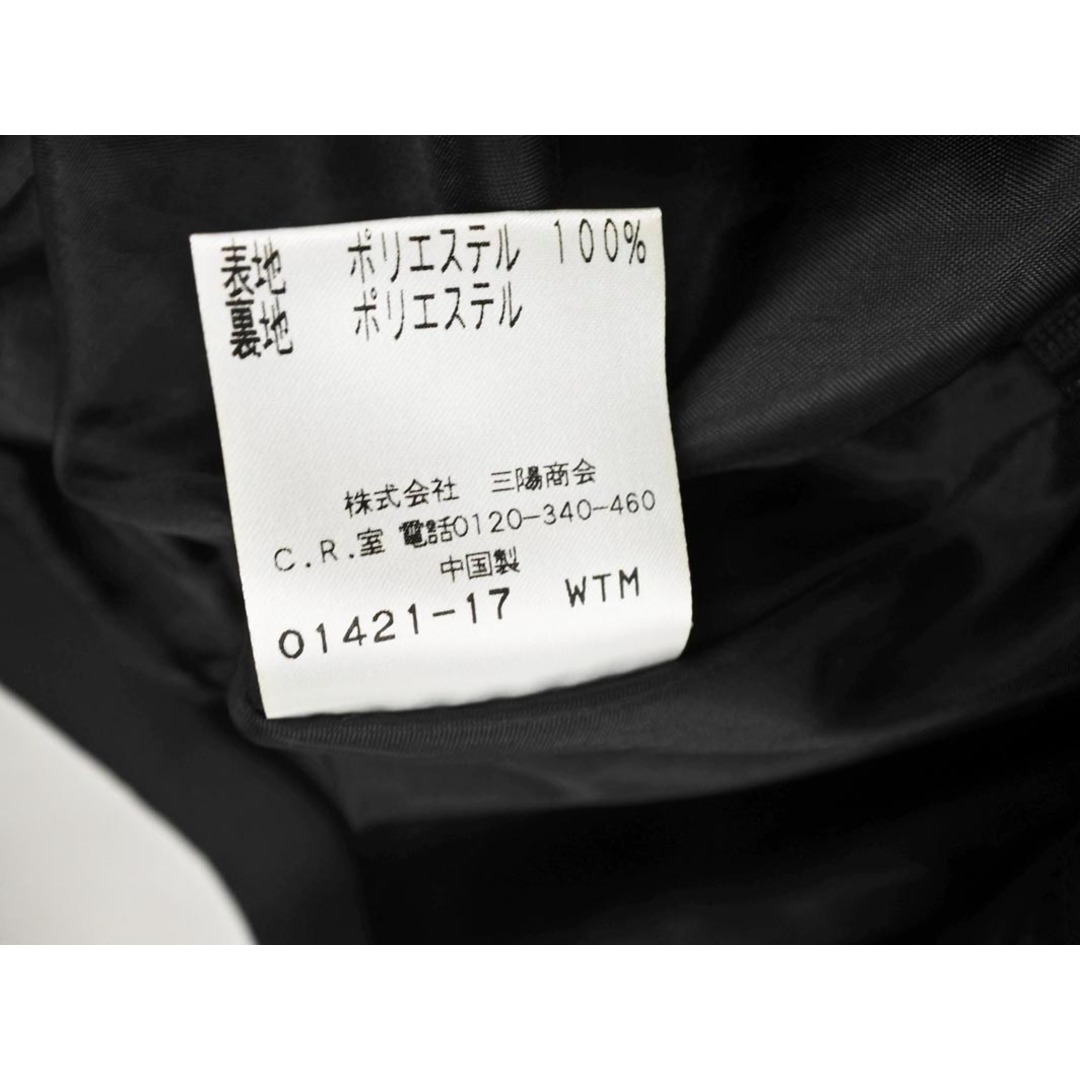 表地 ポリエステル 100%
裏地 ポリエステル
株式会社 三陽商会
C.R.室 電話0120-340-460
中国製
01421-17 WTM